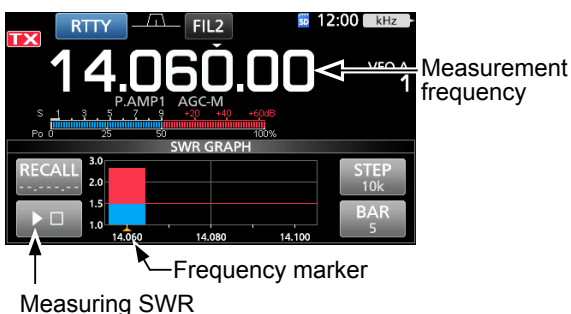 RTTY FIL2 12:00 kHz
TX
14.060.00 VFO A
1
Measurement
frequency
P.AMP1 AGC-M
S 1 3 5 7 9 +20 +40 +60dB
Po 0 25 50 100%
SWR GRAPH
RECALL
--.---.--
STEP
10k
BAR
5
3.0
2.0
1.5
1.0
14.060 14.080 14.100
Frequency marker
Measuring SWR